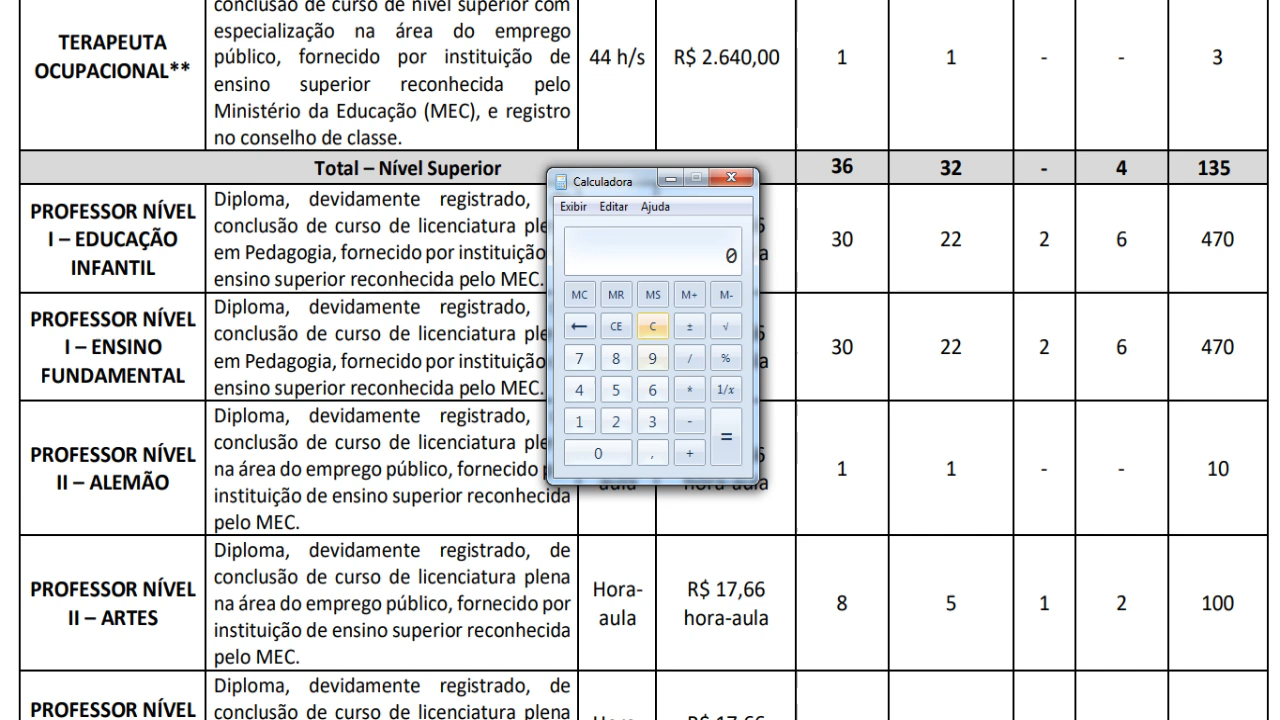 conclusão de curso de nível superior com
TERAPEUTA
OCUPACIONAL**
especialização na área do emprego
público, fornecido por instituição de
ensino superior reconhecida pelo
Ministério da Educação (MEC), e registro
no conselho de classe.
44 h/s
R$ 2.640,00
1
1
-
-
3
Total – Nível Superior
36
32
-
4
135
PROFESSOR NÍVEL
I – EDUCAÇÃO
INFANTIL
Diploma, devidamente registrado,
conclusão de curso de licenciatura ple
em Pedagogia, fornecido por instituição
ensino superior reconhecida pelo MEC.
30
22
2
6
470
PROFESSOR NÍVEL
I – ENSINO
FUNDAMENTAL
Diploma, devidamente registrado,
conclusão de curso de licenciatura ple
em Pedagogia, fornecido por instituição
ensino superior reconhecida pelo MEC.
30
22
2
6
470
PROFESSOR NÍVEL
II – ALEMÃO
Diploma, devidamente registrado,
conclusão de curso de licenciatura ple
na área do emprego público, fornecido
instituição de ensino superior reconhecida
pelo MEC.
aula
hora-aula
1
1
-
-
10
PROFESSOR NÍVEL
II – ARTES
Diploma, devidamente registrado, de
conclusão de curso de licenciatura plena
na área do emprego público, fornecido por
instituição de ensino superior reconhecida
pelo MEC.
Hora-
aula
R$ 17,66
hora-aula
8
5
1
2
100
PROFESSOR NÍVEL
Diploma, devidamente registrado, de
conclusão de curso de licenciatura plena
Hora-
R$ 17,66
Calculadora
Exibir Editar Ajuda
0
MC MR MS M+ M-
← CE C ± √
7 8 9 / %
4 5 6 * 1/x
1 2 3 - =
0 , +